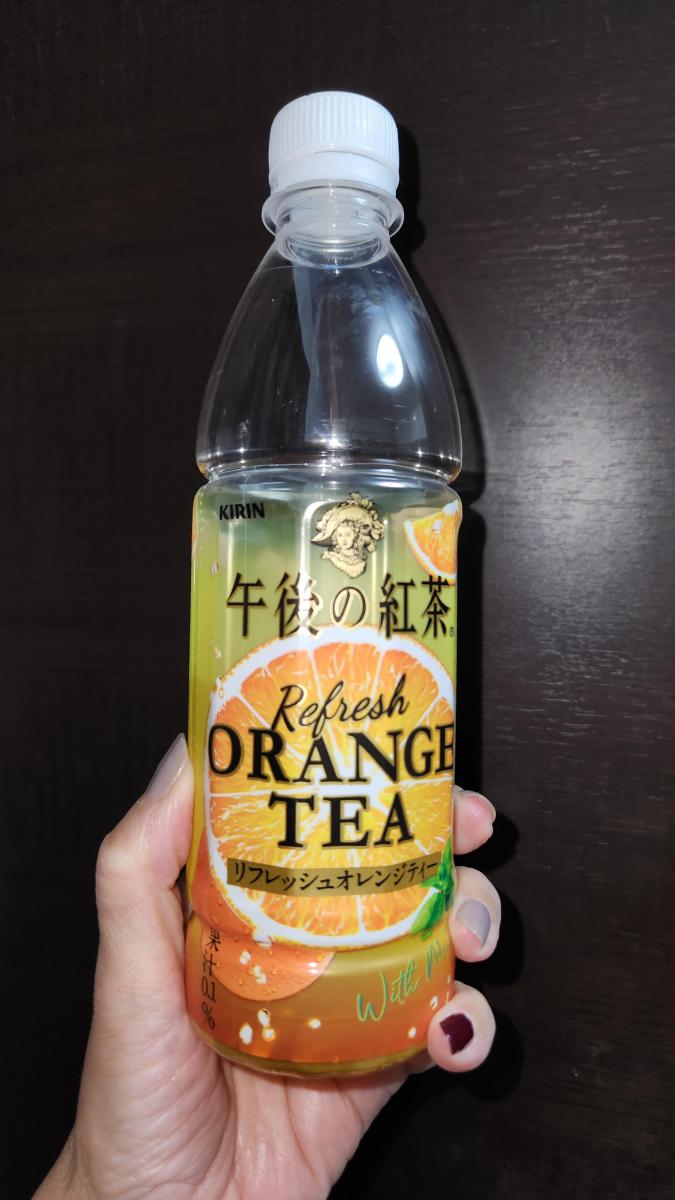 KIRIN
午後の紅茶
Refresh
ORANGE
TEA
リフレッシュオレンジティー
果汁0.1%
With